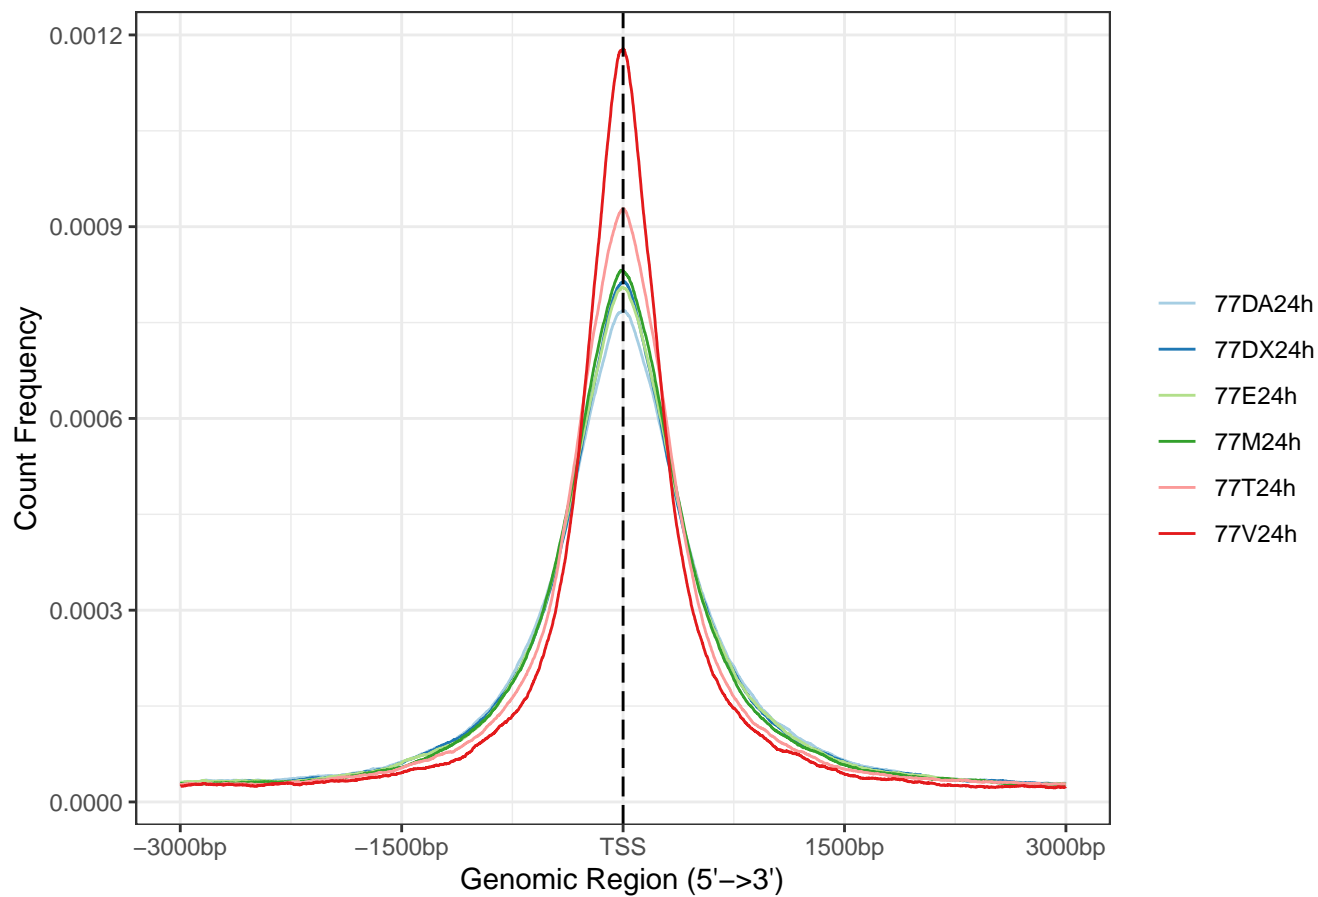 0.0012
0.0009
0.0006
0.0003
0.0000
Count Frequency
−3000bp
−1500bp
TSS
1500bp
3000bp
Genomic Region (5'−>3')
77DA24h
77DX24h
77E24h
77M24h
77T24h
77V24h